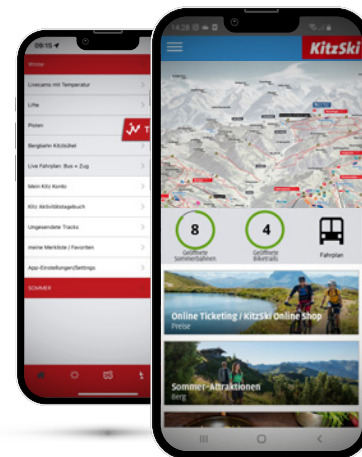 09:15
Winter
Livecams mit Temperatur
Lifte
Pisten
T
Bergbahn Kitzbühel
Live Fahrplan Bus + Zug
Mein Kitz Konto
Kitz Aktivitätstagebuch
Ungesendete Tracks
meine Merkliste / Favoriten
App-Einstellungen/Settings
SOMMER
14:28
KitzSki
8
Geöffnete
Sommerbahnen
4
Geöffnete
Biketrails
Fahrplan
Online Ticketing / KitzSki Online Shop
Preise
Sommer-Attraktionen
Berg